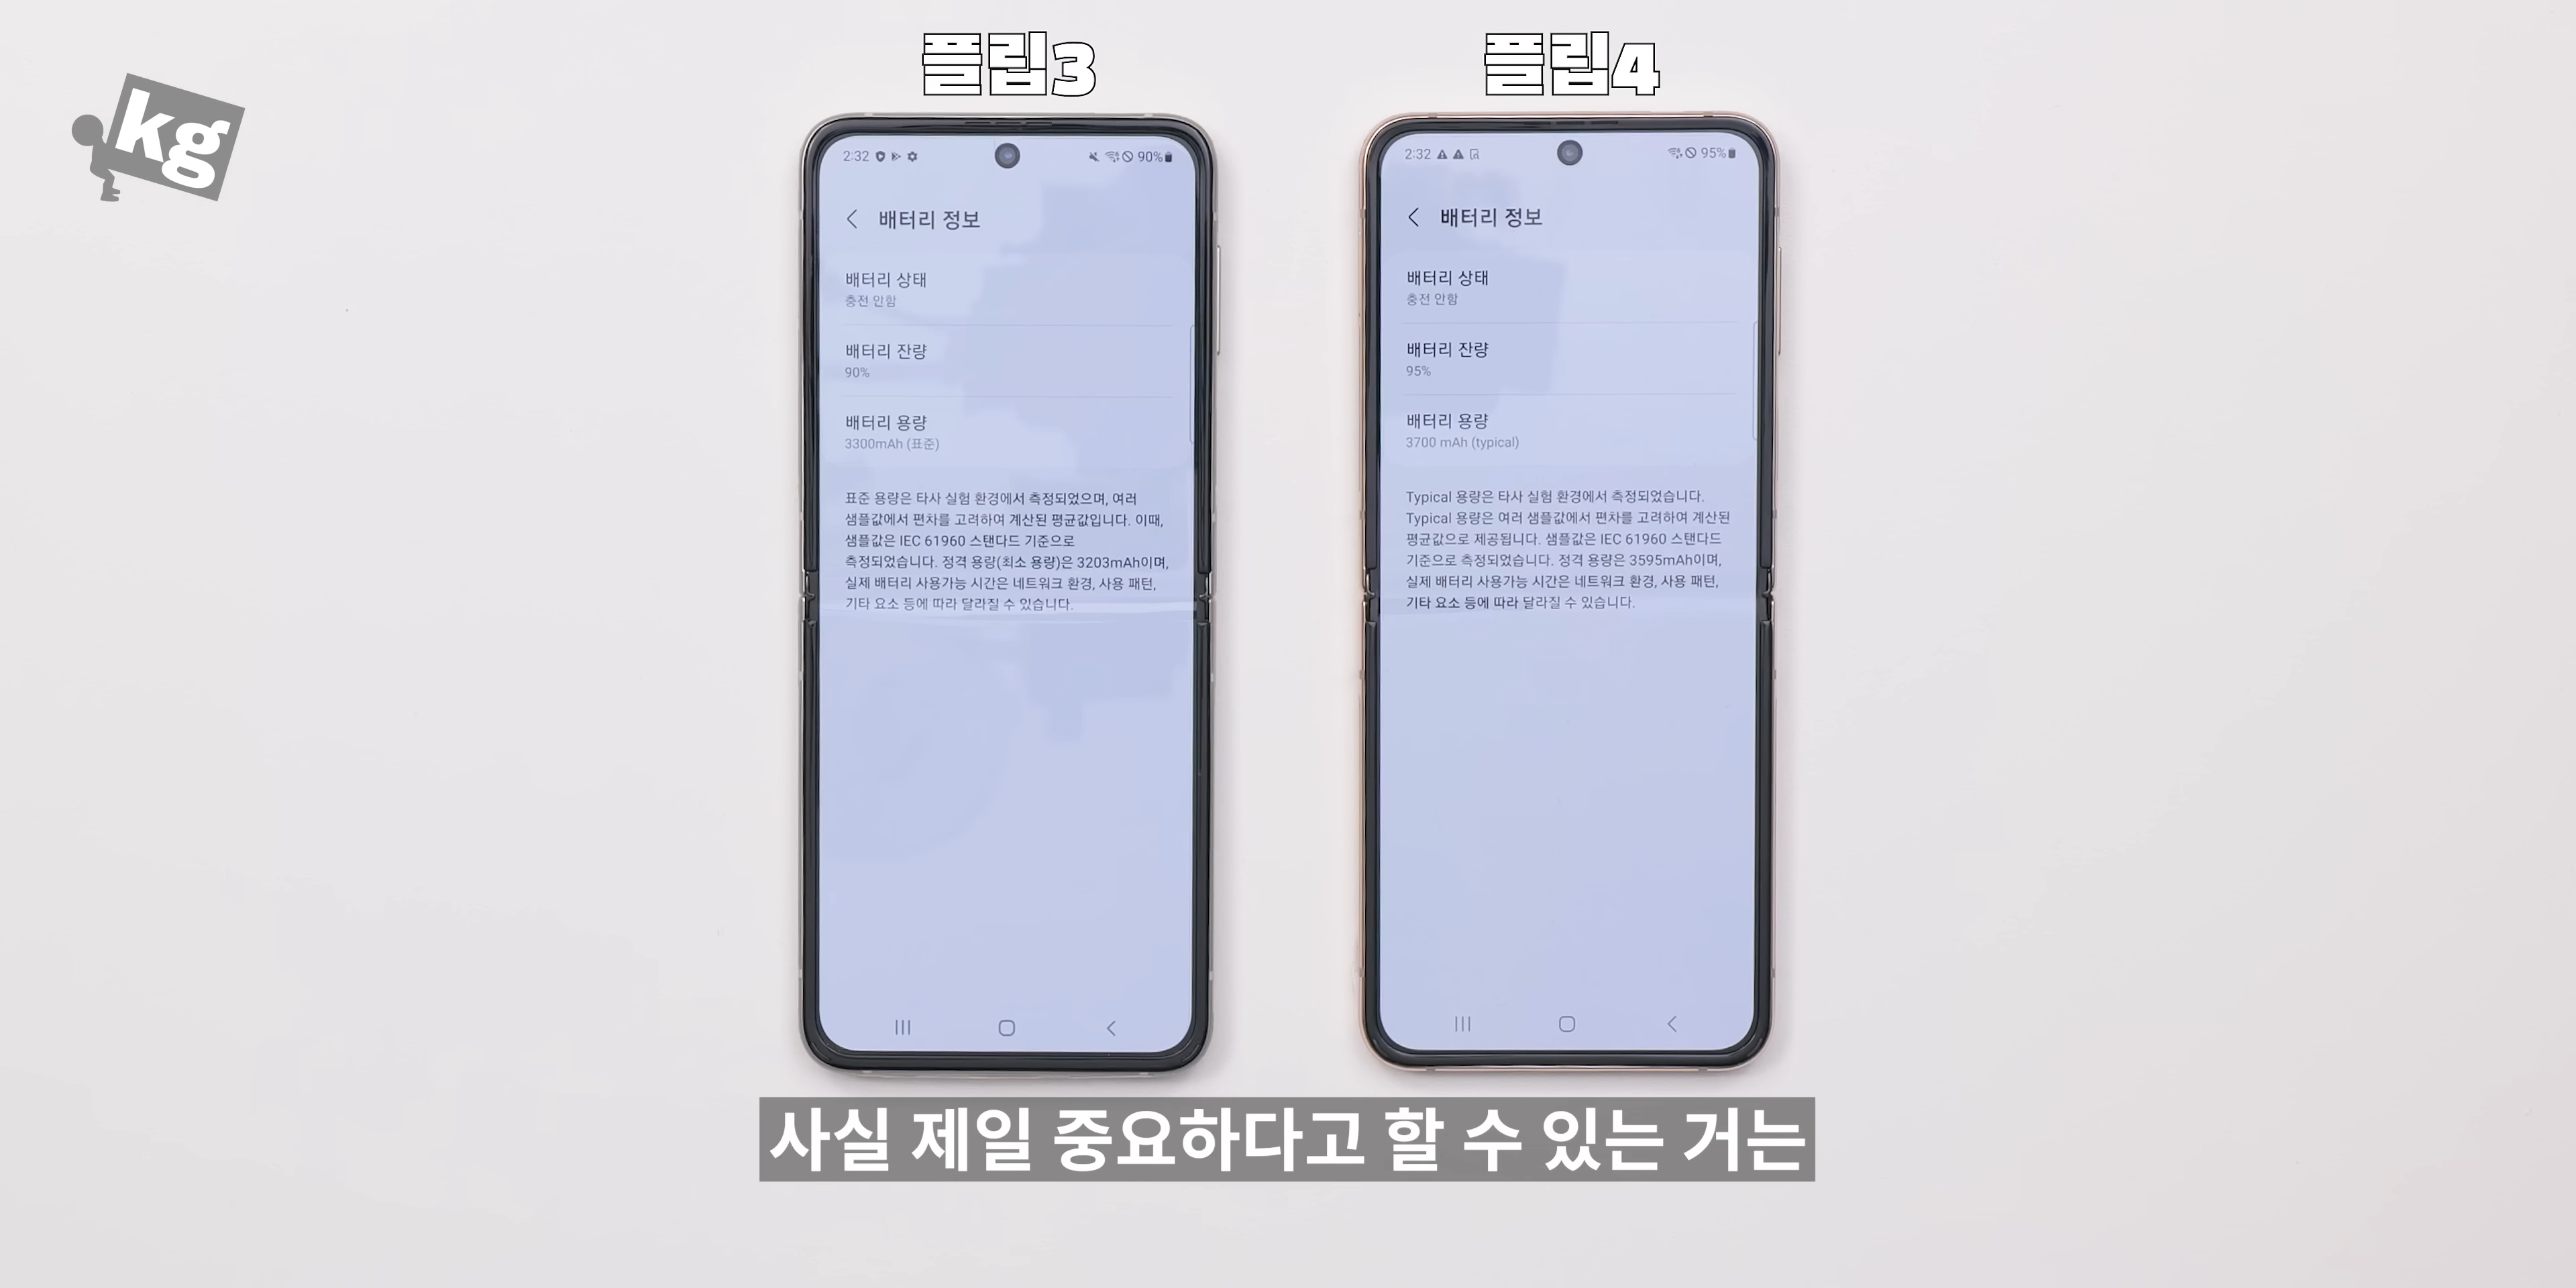 kg
플립3
2:32 90%
배터리 정보
배터리 상태
충전 안함
배터리 잔량
90%
배터리 용량
3300mAh (표준)
표준 용량은 타사 실험 환경에서 측정되었으며, 여러
샘플값에서 편차를 고려하여 계산된 평균값입니다. 이때,
샘플값은 IEC 61960 스탠다드 기준으로
측정되었습니다. 정격 용량(최소 용량)은 3203mAh이며,
실제 배터리 사용가능 시간은 네트워크 환경, 사용 패턴,
기타 요소 등에 따라 달라질 수 있습니다.
플립4
2:32 95%
배터리 정보
배터리 상태
충전 안함
배터리 잔량
95%
배터리 용량
3700 mAh (typical)
Typical 용량은 타사 실험 환경에서 측정되었습니다.
Typical 용량은 여러 샘플값에서 편차를 고려하여 계산된
평균값으로 제공됩니다. 샘플값은 IEC 61960 스탠다드
기준으로 측정되었습니다. 정격 용량은 3595mAh이며,
실제 배터리 사용가능 시간은 네트워크 환경, 사용 패턴,
기타 요소 등에 따라 달라질 수 있습니다.
사실 제일 중요하다고 할 수 있는 거는